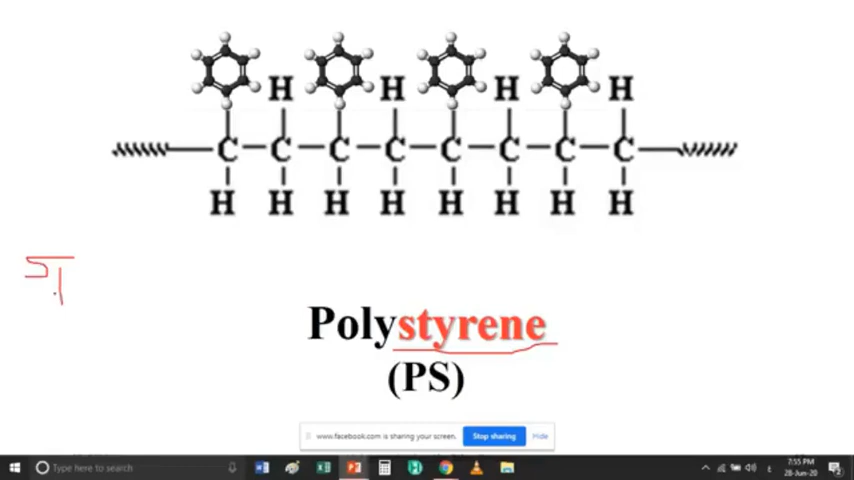 H H H H
C C C C C C C C
H H H H H H H H
Polystyrene
(PS)
www.facebook.com is sharing your screen. Stop sharing Hide
Type here to search
7:55 PM
28-Jun-20